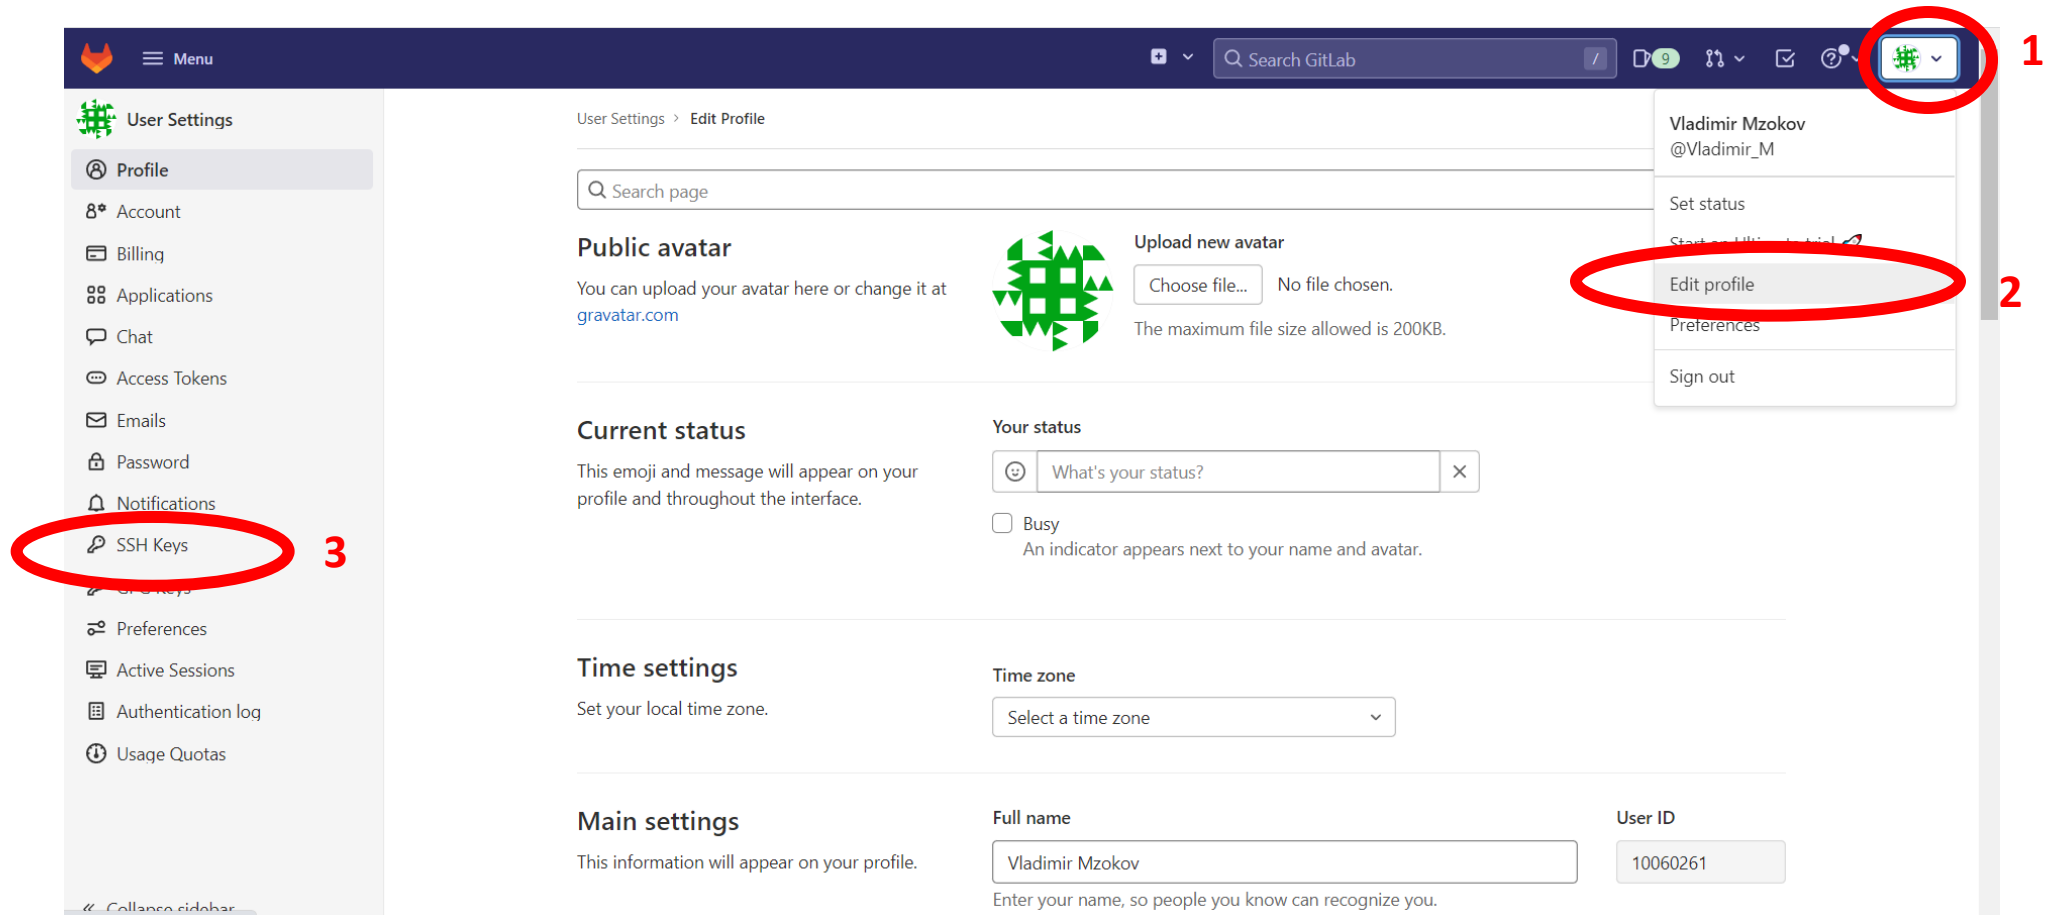 Menu
Search GitLab
/
9
1
User Settings
Profile
Account
Billing
Applications
Chat
Access Tokens
Emails
Password
Notifications
SSH Keys
3
Preferences
Active Sessions
Authentication log
Usage Quotas
Collapse sidebar
User Settings > Edit Profile
Search page
Public avatar
You can upload your avatar here or change it at
gravatar.com
Upload new avatar
Choose file... No file chosen.
The maximum file size allowed is 200KB.
Current status
This emoji and message will appear on your
profile and throughout the interface.
Your status
What's your status?
Busy
An indicator appears next to your name and avatar.
Time settings
Set your local time zone.
Time zone
Select a time zone
Main settings
This information will appear on your profile.
Full name
Vladimir Mzokov
Enter your name, so people you know can recognize you.
User ID
10060261
Vladimir Mzokov
@Vladimir_M
Set status
Edit profile
2
Preferences
Sign out